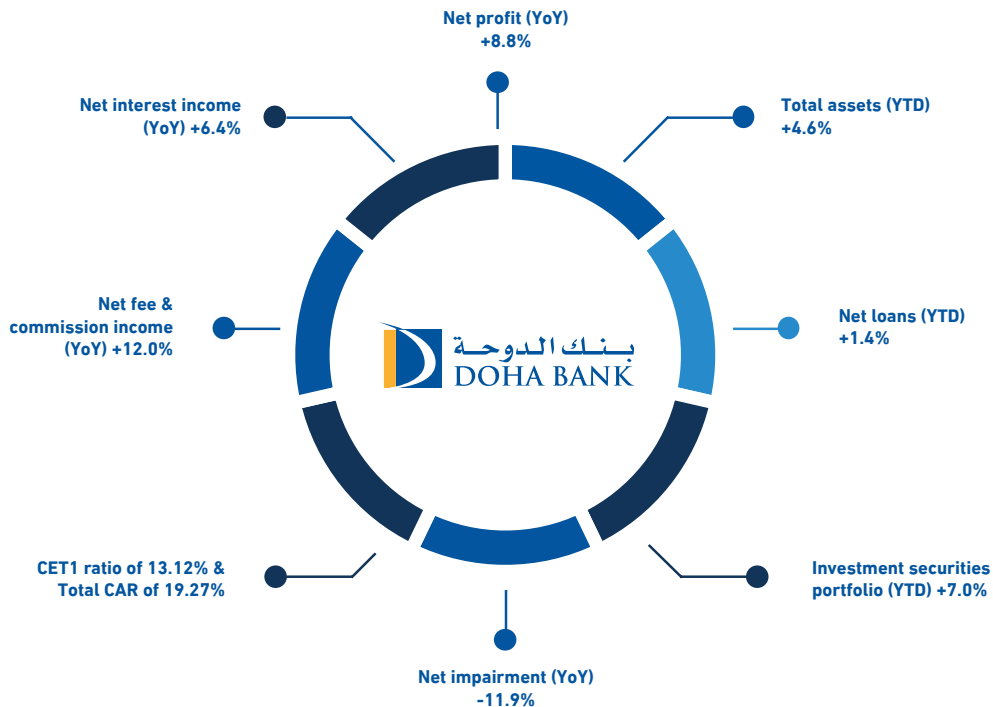 Net profit (YoY)
+8.8%
Net interest income
(YoY) +6.4%
Total assets (YTD)
+4.6%
Net fee &
commission income
(YoY) +12.0%
بنك الدوحة
DOHA BANK
Net loans (YTD)
+1.4%
CET1 ratio of 13.12% &
Total CAR of 19.27%
Investment securities
portfolio (YTD) +7.0%
Net impairment (YoY)
-11.9%